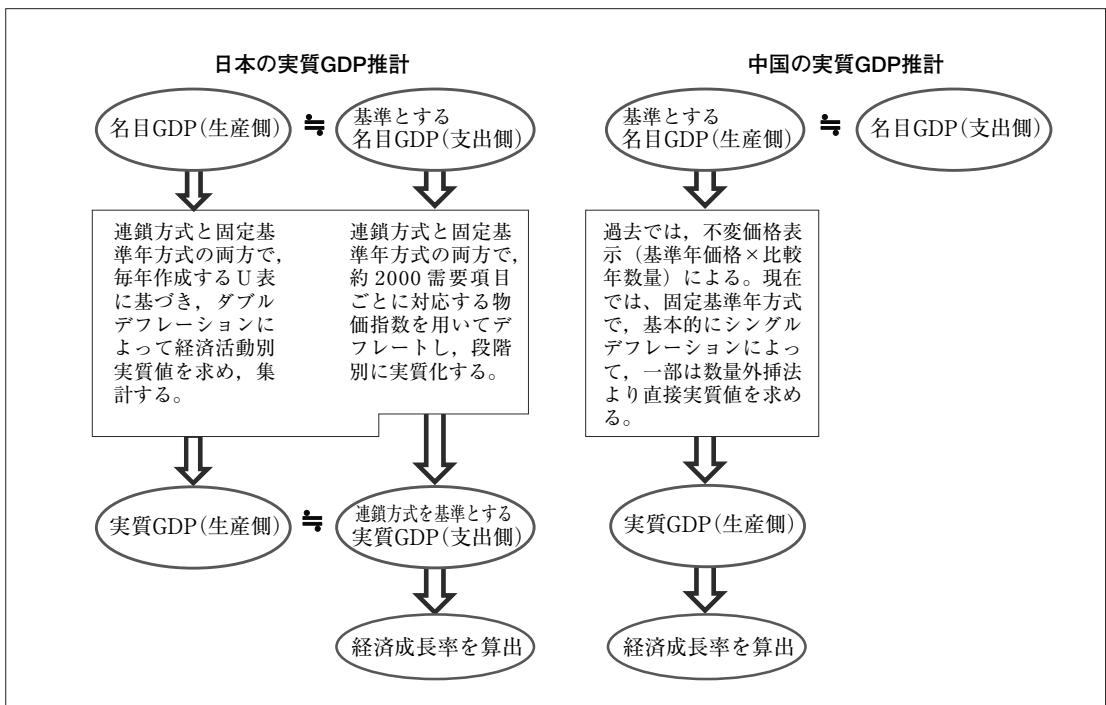 日本の実質GDP推計
名目GDP(生産側)
≒
基準とする
名目GDP(支出側)
連鎖方式と固定基
準年方式の両方で,
毎年作成するU表
に基づき,ダブル
デフレーションに
よって経済活動別
実質値を求め,集
計する。
連鎖方式と固定基
準年方式の両方で,
約2000需要項目
ごとに対応する物
価指数を用いてデ
フレートし,段階
別に実質化する。
実質GDP(生産側)
≒
連鎖方式を基準とする
実質GDP(支出側)
経済成長率を算出
中国の実質GDP推計
基準とする
名目GDP(生産側)
≒
名目GDP(支出側)
過去では,不変価格表
示(基準年価格×比較
年数量)による。現在
では、固定基準年方式
で,基本的にシングル
デフレーションによっ
て,一部は数量外挿法
より直接実質値を求め
る。
実質GDP(生産側)
経済成長率を算出